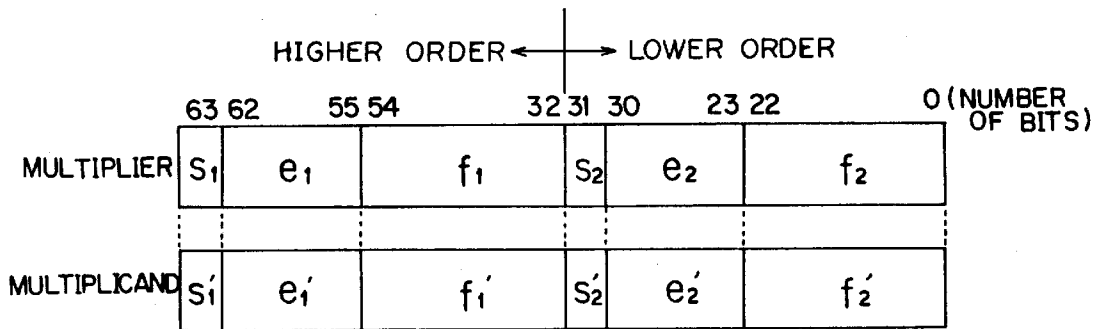 HIGHER ORDER LOWER ORDER
63 62 55 54 32 31 30 23 22 0 (NUMBER
OF BITS)
MULTIPLIER S₁ e₁ f₁ S₂ e₂ f₂
MULTIPLICAND S₁′ e₁′ f₁′ S₂′ e₂′ f₂′